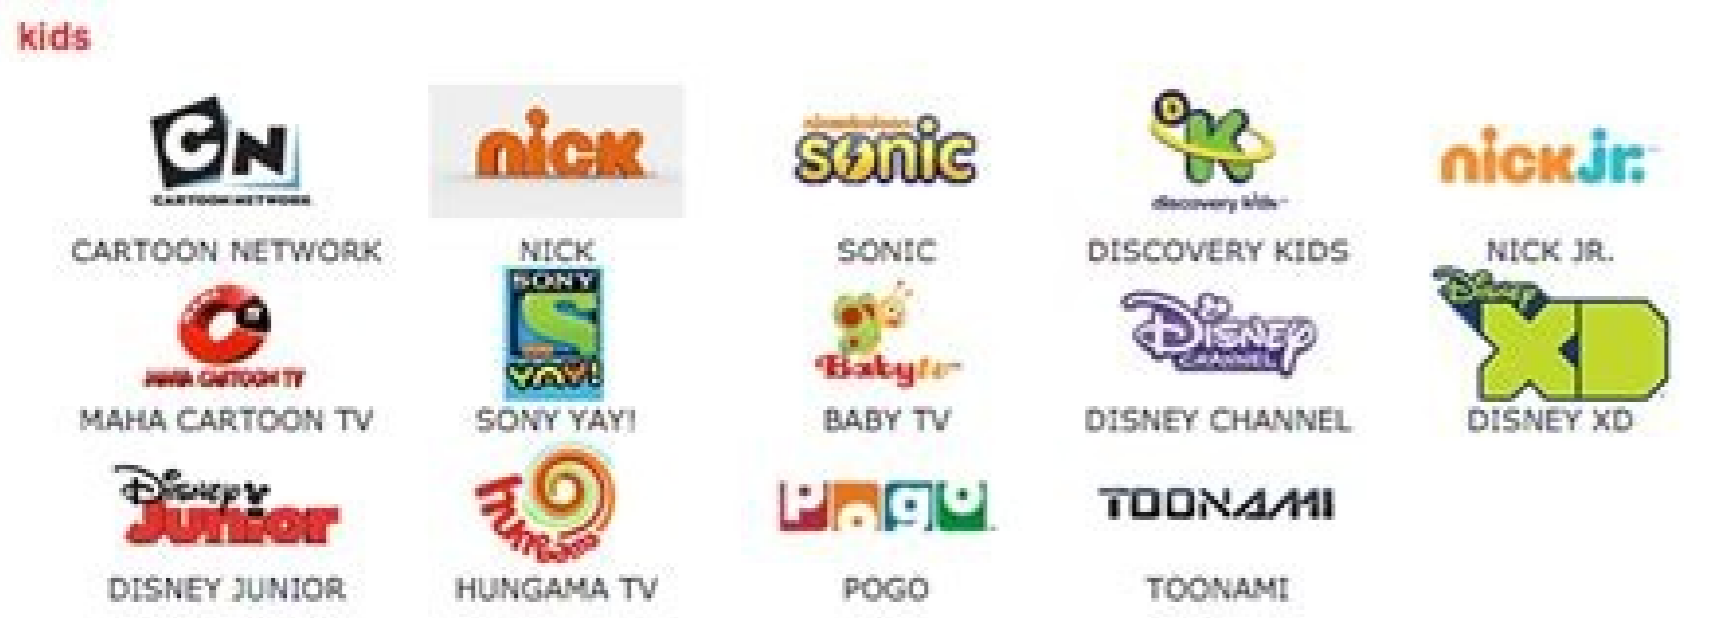 kids
CN nick nickelodeon sonic K nick jr.
CARTOON NETWORK discovery kids
CARTOON NETWORK NICK SONIC DISCOVERY KIDS NICK JR.
SONY Disney
C S Disney XD
MAHA CARTOON TV YAY! Babytv CHANNEL
MAHA CARTOON TV SONY YAY! BABY TV DISNEY CHANNEL DISNEY XD
Disney Junior HUNGAMA POGO TOONAMI
DISNEY JUNIOR HUNGAMA TV POGO TOONAMI